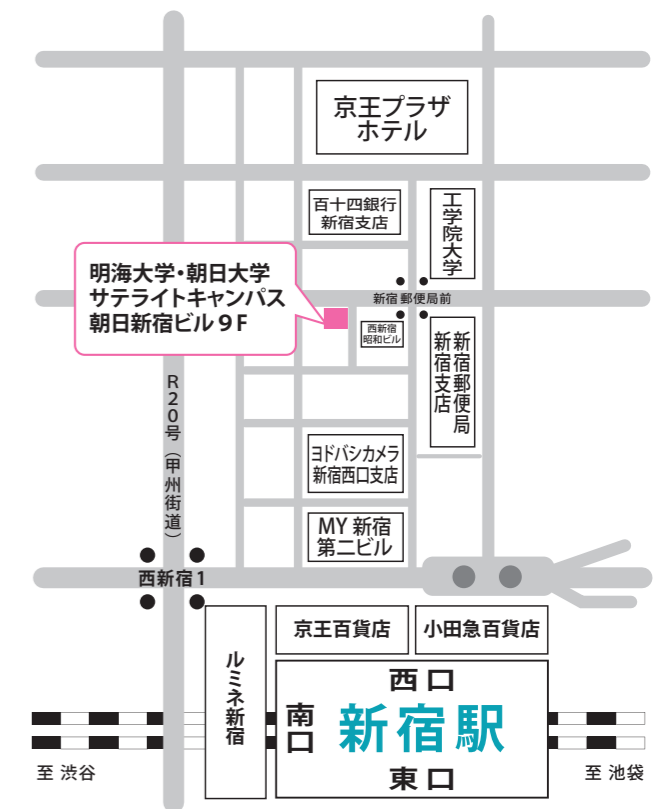 京王プラザ
ホテル
百十四銀行
新宿支店
工学院大学
明海大学・朝日大学
サテライトキャンパス
朝日新宿ビル9F
新宿郵便局前
西新宿
昭和ビル
新宿郵便局
新宿支店
R20号（甲州街道）
ヨドバシカメラ
新宿西口支店
MY 新宿
第二ビル
西新宿1
京王百貨店
小田急百貨店
ルミネ新宿
西口
南口
新宿駅
東口
至 渋谷
至 池袋